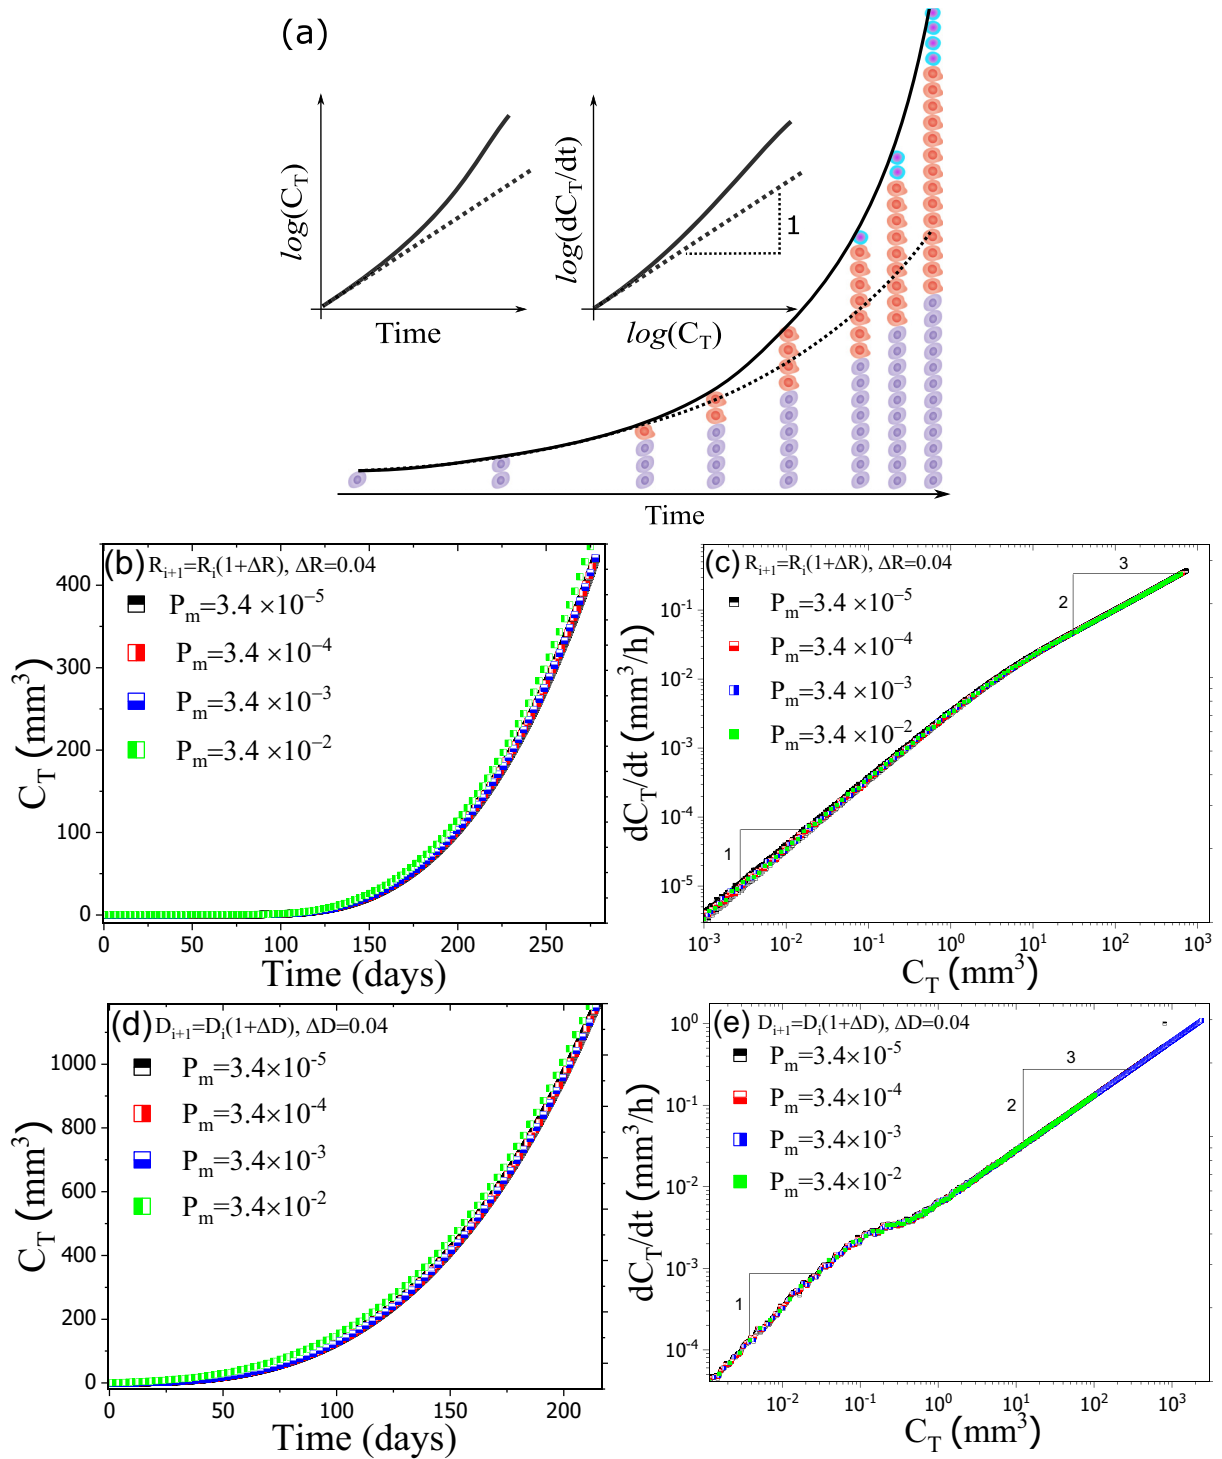 (a)
log(C_T)
Time
log(dC_T/dt)
1
log(C_T)
Time
(b) R_{i+1}=R_i(1+ΔR), ΔR=0.04
P_m=3.4 ×10^{-5}
P_m=3.4 ×10^{-4}
P_m=3.4 ×10^{-3}
P_m=3.4 ×10^{-2}
400
300
200
100
0
C_T (mm^3)
0 50 100 150 200 250
Time (days)
(c) R_{i+1}=R_i(1+ΔR), ΔR=0.04
P_m=3.4 ×10^{-5}
P_m=3.4 ×10^{-4}
P_m=3.4 ×10^{-3}
P_m=3.4 ×10^{-2}
3
2
1
10^{-1}
10^{-2}
10^{-3}
10^{-4}
10^{-5}
dC_T/dt (mm^3/h)
10^{-3} 10^{-2} 10^{-1} 10^0 10^1 10^2 10^3
C_T (mm^3)
(d) D_{i+1}=D_i(1+ΔD), ΔD=0.04
P_m=3.4×10^{-5}
P_m=3.4×10^{-4}
P_m=3.4×10^{-3}
P_m=3.4×10^{-2}
1000
800
600
400
200
0
C_T (mm^3)
0 50 100 150 200
Time (days)
(e) D_{i+1}=D_i(1+ΔD), ΔD=0.04
P_m=3.4×10^{-5}
P_m=3.4×10^{-4}
P_m=3.4×10^{-3}
P_m=3.4×10^{-2}
3
2
1
10^0
10^{-1}
10^{-2}
10^{-3}
10^{-4}
dC_T/dt (mm^3/h)
10^{-2} 10^{-1} 10^0 10^1 10^2 10^3
C_T (mm^3)